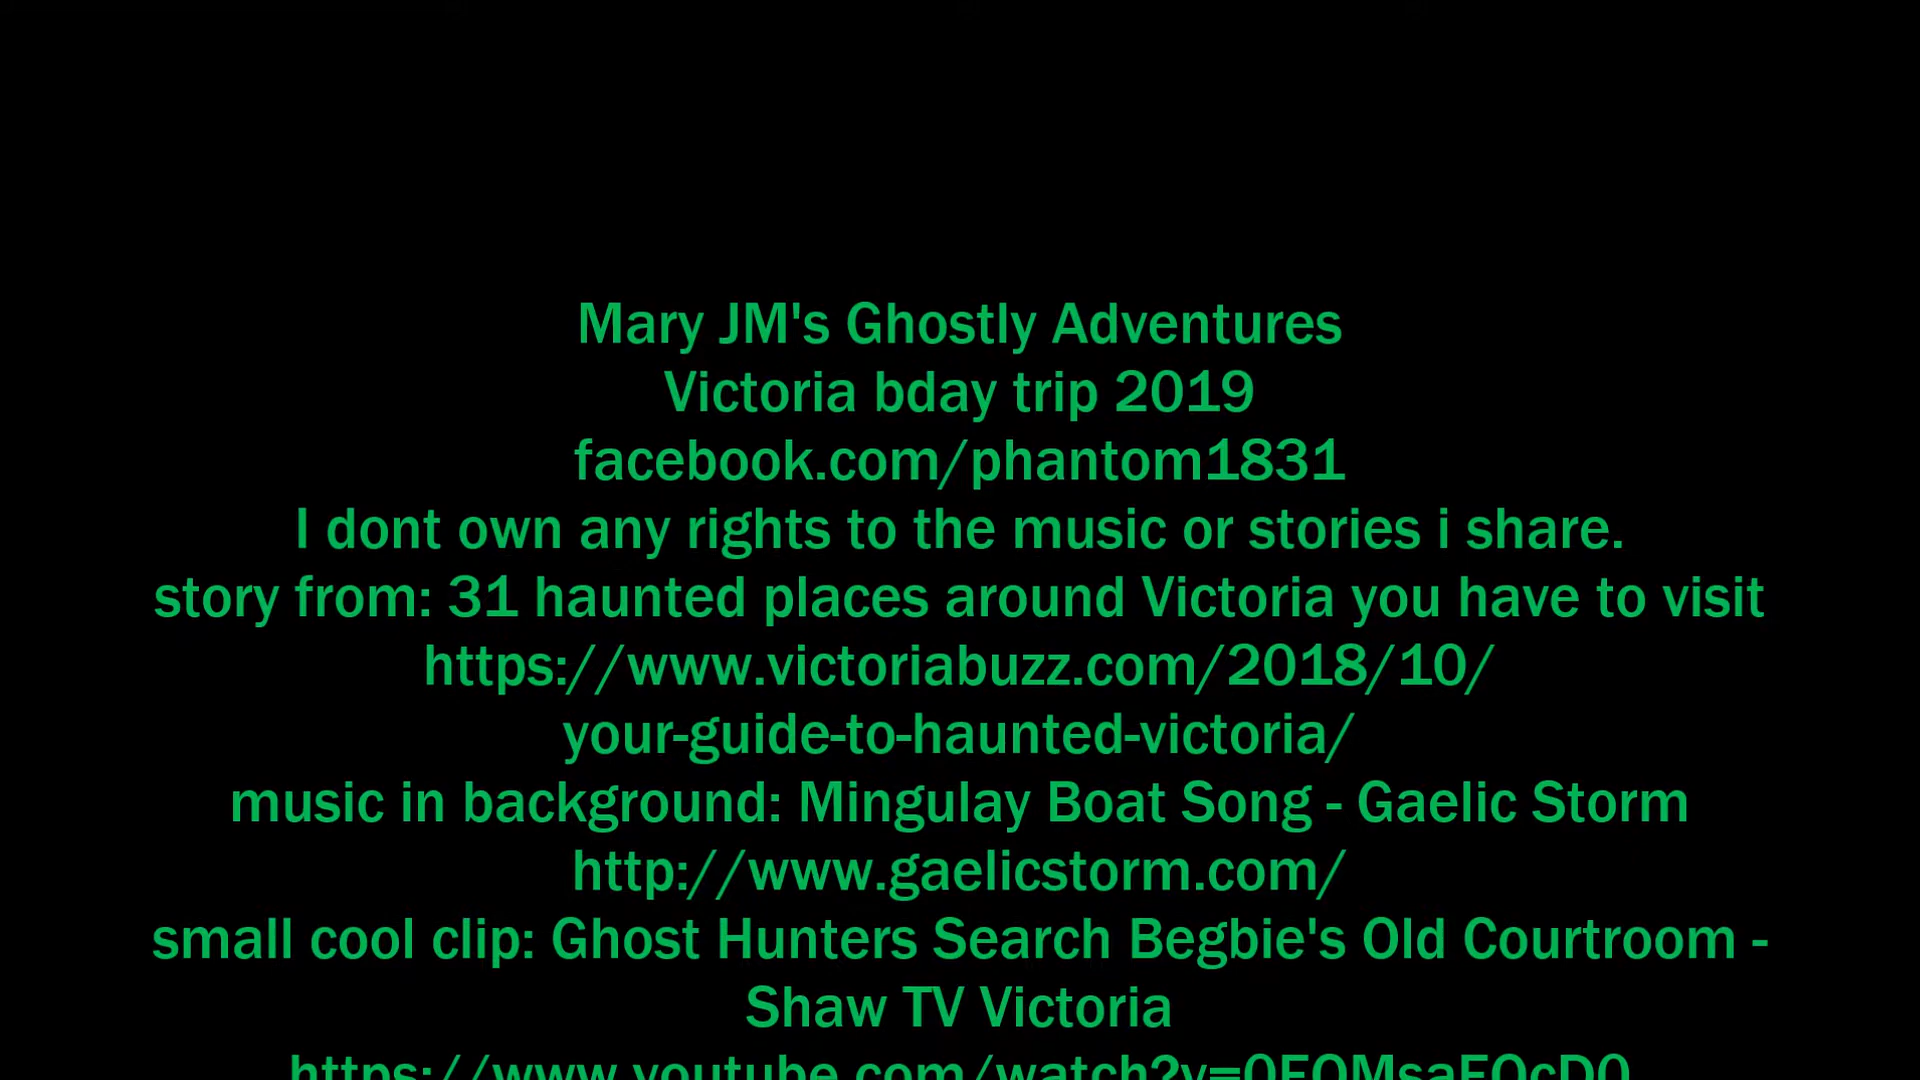 Mary JM's Ghostly Adventures
Victoria bday trip 2019
facebook.com/phantom1831
I dont own any rights to the music or stories i share.
story from: 31 haunted places around Victoria you have to visit
https://www.victoriabuzz.com/2018/10/
your-guide-to-haunted-victoria/
music in background: Mingulay Boat Song - Gaelic Storm
http://www.gaelicstorm.com/
small cool clip: Ghost Hunters Search Begbie's Old Courtroom -
Shaw TV Victoria